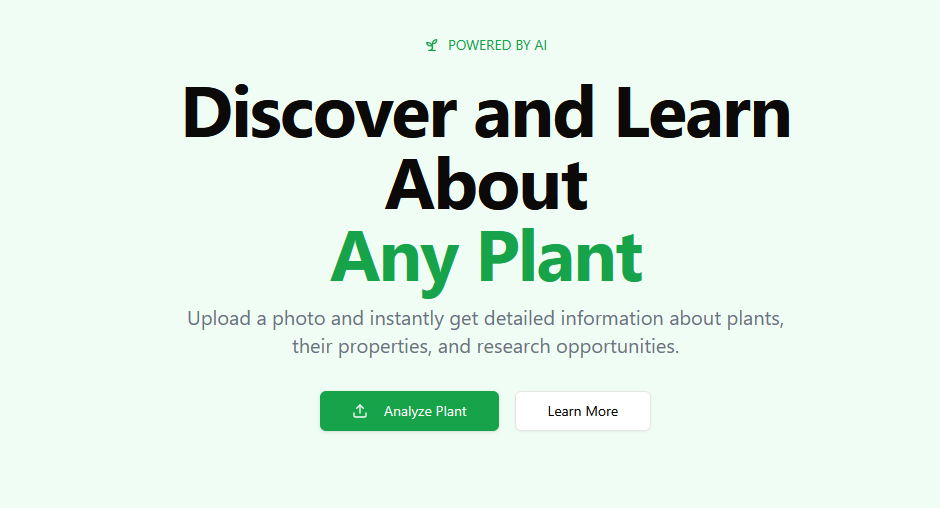 POWERED BY AI
Discover and Learn
About
Any Plant
Upload a photo and instantly get detailed information about plants,
their properties, and research opportunities.
Analyze Plant
Learn More